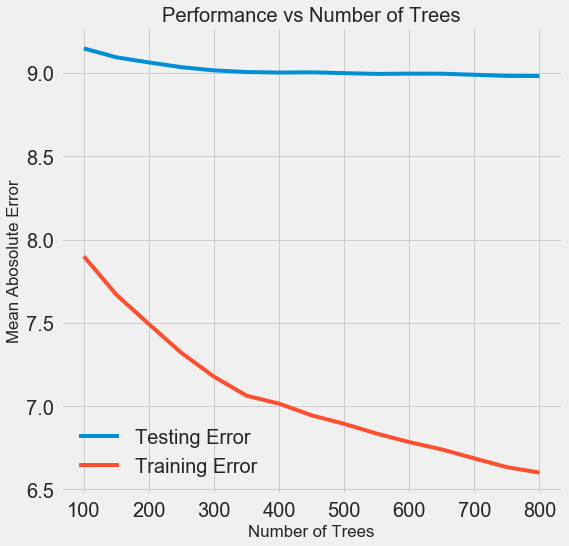 Performance vs Number of Trees
Mean Abosolute Error
9.0
8.5
8.0
7.5
7.0
6.5
Testing Error
Training Error
100 200 300 400 500 600 700 800
Number of Trees